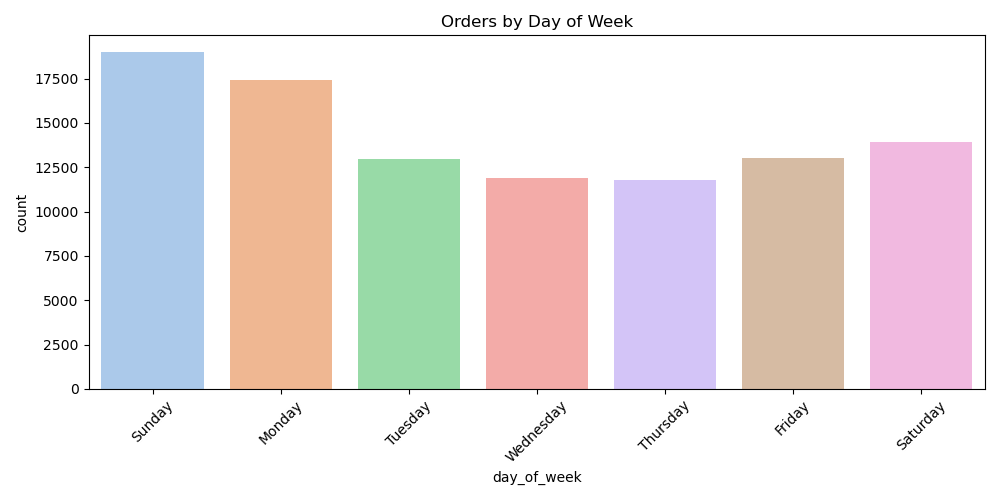 Orders by Day of Week
count
17500
15000
12500
10000
7500
5000
2500
0
Sunday
Monday
Tuesday
Wednesday
Thursday
Friday
Saturday
day_of_week